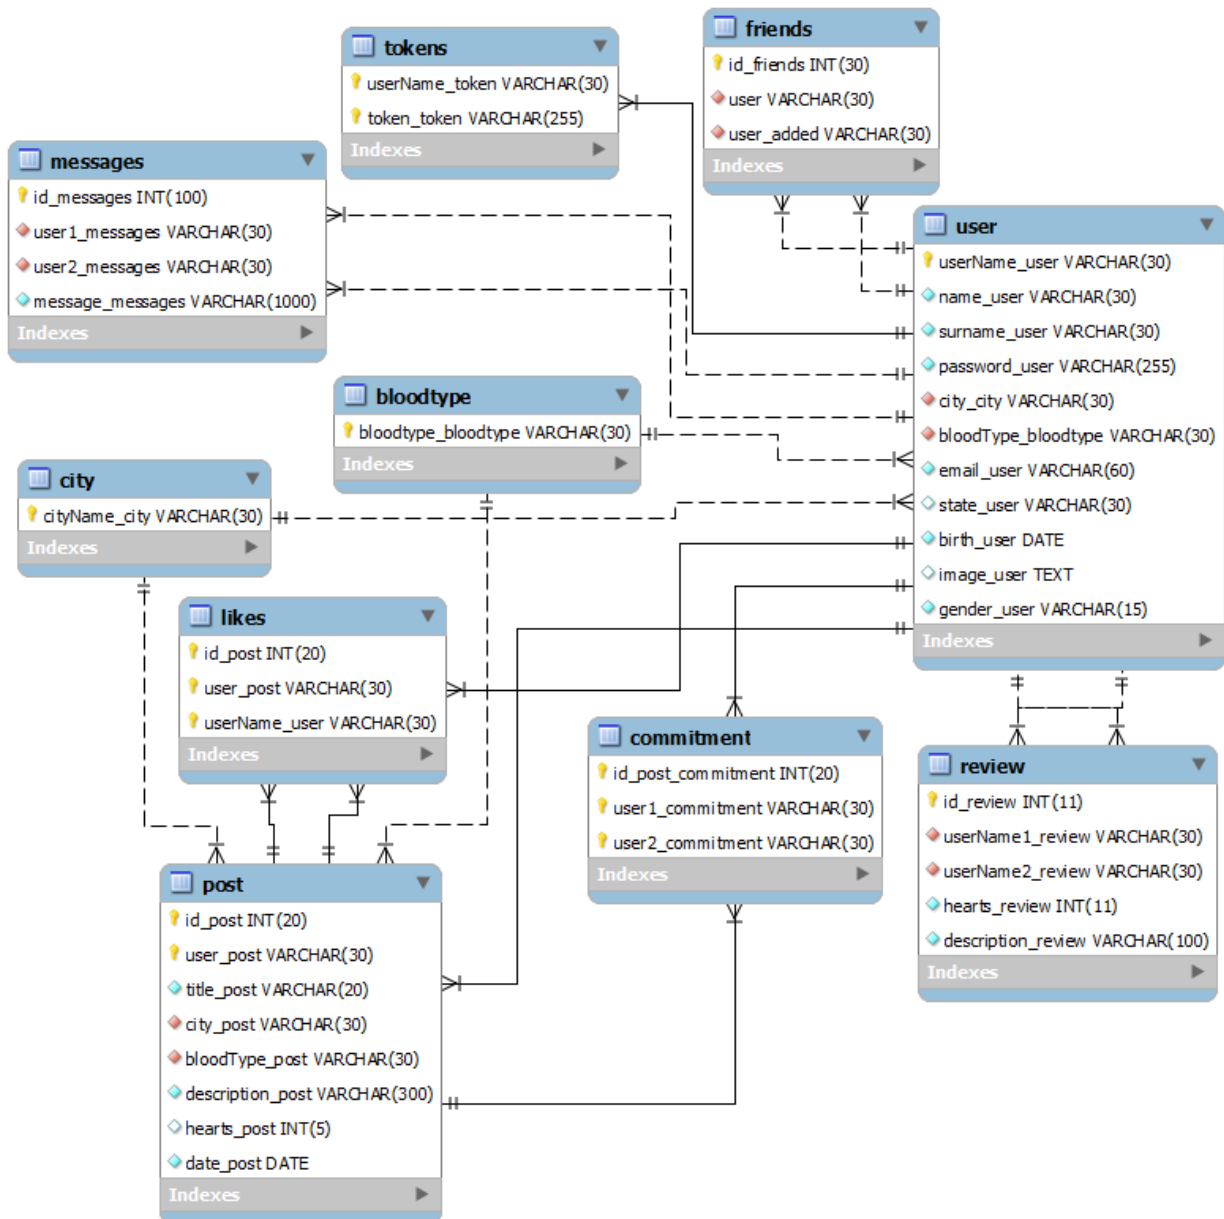 tokens
userName_token VARCHAR(30)
token_token VARCHAR(255)
Indexes
friends
id_friends INT(30)
user VARCHAR(30)
user_added VARCHAR(30)
Indexes
messages
id_messages INT(100)
user1_messages VARCHAR(30)
user2_messages VARCHAR(30)
message_messages VARCHAR(1000)
Indexes
user
userName_user VARCHAR(30)
name_user VARCHAR(30)
surname_user VARCHAR(30)
password_user VARCHAR(255)
city_city VARCHAR(30)
bloodType_bloodtype VARCHAR(30)
email_user VARCHAR(60)
state_user VARCHAR(30)
birth_user DATE
image_user TEXT
gender_user VARCHAR(15)
Indexes
bloodtype
bloodtype_bloodtype VARCHAR(30)
Indexes
city
cityName_city VARCHAR(30)
Indexes
likes
id_post INT(20)
user_post VARCHAR(30)
userName_user VARCHAR(30)
Indexes
commitment
id_post_commitment INT(20)
user1_commitment VARCHAR(30)
user2_commitment VARCHAR(30)
Indexes
review
id_review INT(11)
userName1_review VARCHAR(30)
userName2_review VARCHAR(30)
hearts_review INT(11)
description_review VARCHAR(100)
Indexes
post
id_post INT(20)
user_post VARCHAR(30)
title_post VARCHAR(20)
city_post VARCHAR(30)
bloodType_post VARCHAR(30)
description_post VARCHAR(300)
hearts_post INT(5)
date_post DATE
Indexes